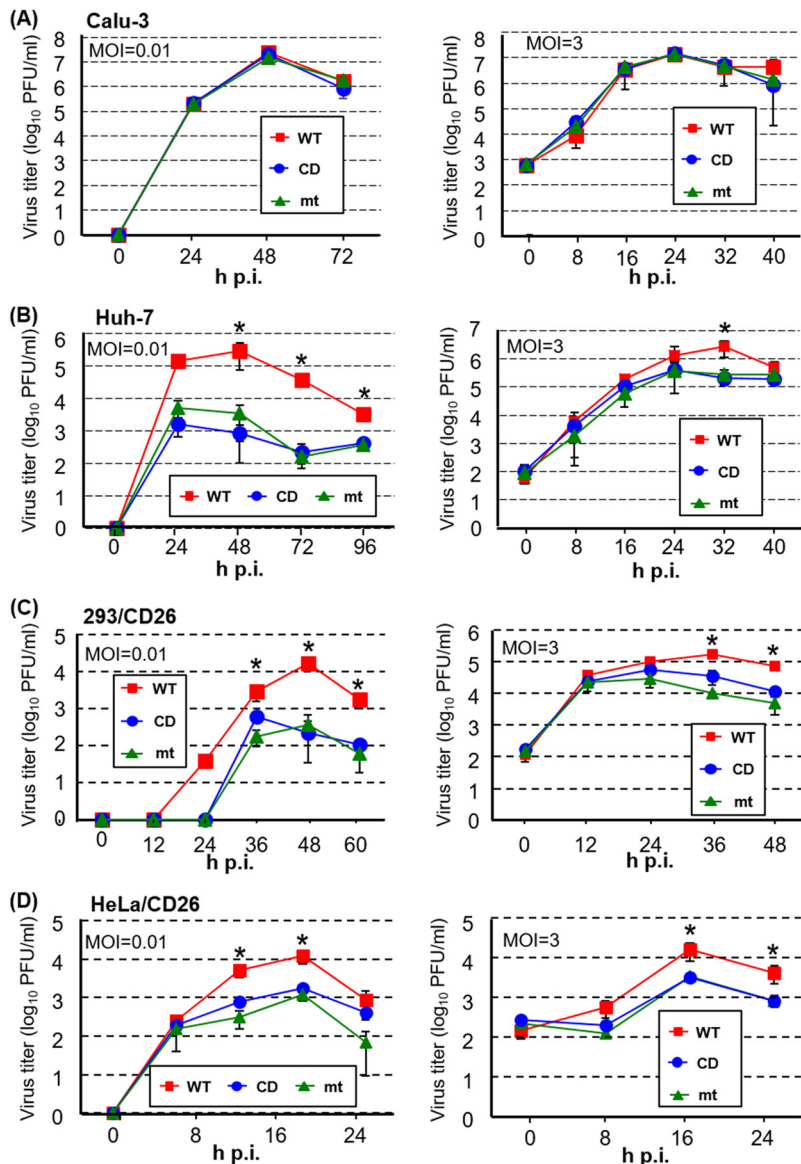 (A) Calu-3
MOI=0.01
Virus titer (log10 PFU/ml)
8
7
6
5
4
3
2
1
0
WT
CD
mt
0 24 48 72
h p.i.
MOI=3
Virus titer (log10 PFU/ml)
8
7
6
5
4
3
2
1
0
WT
CD
mt
0 8 16 24 32 40
h p.i.
(B) Huh-7
MOI=0.01
Virus titer (log10 PFU/ml)
6
5
4
3
2
1
0
* * *
WT CD mt
0 24 48 72 96
h p.i.
MOI=3
Virus titer (log10 PFU/ml)
7
6
5
4
3
2
1
0
*
WT
CD
mt
0 8 16 24 32 40
h p.i.
(C) 293/CD26
MOI=0.01
Virus titer (log10 PFU/ml)
5
4
3
2
1
0
* * *
WT
CD
mt
0 12 24 36 48 60
h p.i.
MOI=3
Virus titer (log10 PFU/ml)
6
5
4
3
2
1
0
* *
WT
CD
mt
0 12 24 36 48
h p.i.
(D) HeLa/CD26
MOI=0.01
Virus titer (log10 PFU/ml)
5
4
3
2
1
0
* *
WT CD mt
0 8 16 24
h p.i.
MOI=3
Virus titer (log10 PFU/ml)
5
4
3
2
1
0
* *
WT
CD
mt
0 8 16 24
h p.i.